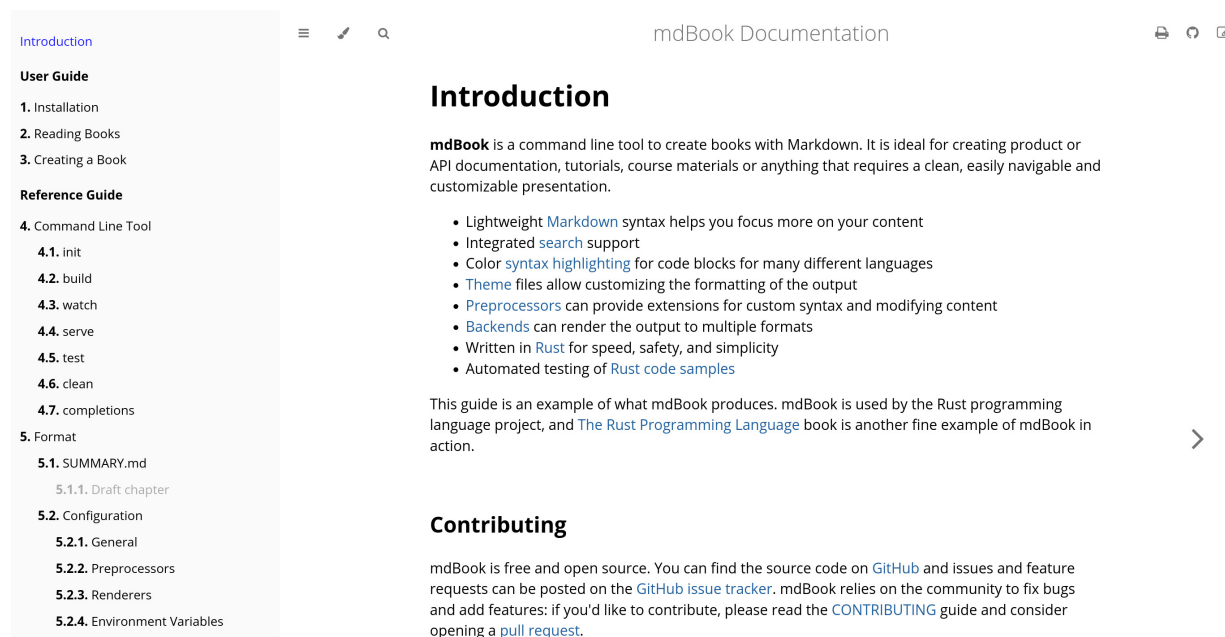 Introduction
User Guide
1. Installation
2. Reading Books
3. Creating a Book
Reference Guide
4. Command Line Tool
4.1. init
4.2. build
4.3. watch
4.4. serve
4.5. test
4.6. clean
4.7. completions
5. Format
5.1. SUMMARY.md
5.1.1. Draft chapter
5.2. Configuration
5.2.1. General
5.2.2. Preprocessors
5.2.3. Renderers
5.2.4. Environment Variables
mdBook Documentation
Introduction
mdBook is a command line tool to create books with Markdown. It is ideal for creating product or
API documentation, tutorials, course materials or anything that requires a clean, easily navigable and
customizable presentation.
• Lightweight Markdown syntax helps you focus more on your content
• Integrated search support
• Color syntax highlighting for code blocks for many different languages
• Theme files allow customizing the formatting of the output
• Preprocessors can provide extensions for custom syntax and modifying content
• Backends can render the output to multiple formats
• Written in Rust for speed, safety, and simplicity
• Automated testing of Rust code samples
This guide is an example of what mdBook produces. mdBook is used by the Rust programming
language project, and The Rust Programming Language book is another fine example of mdBook in
action.
Contributing
mdBook is free and open source. You can find the source code on GitHub and issues and feature
requests can be posted on the GitHub issue tracker. mdBook relies on the community to fix bugs
and add features: if you'd like to contribute, please read the CONTRIBUTING guide and consider
opening a pull request.